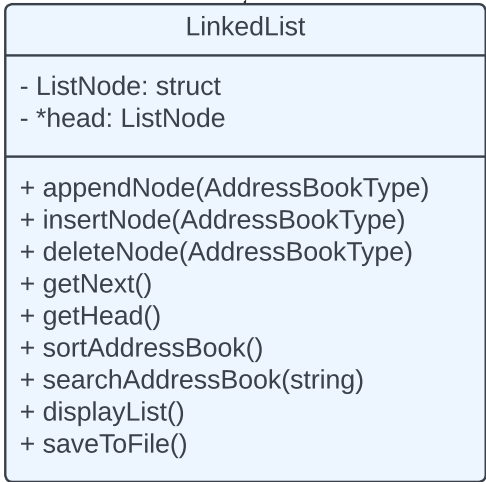 LinkedList
- ListNode: struct
- *head: ListNode
+ appendNode(AddressBookType)
+ insertNode(AddressBookType)
+ deleteNode(AddressBookType)
+ getNext()
+ getHead()
+ sortAddressBook()
+ searchAddressBook(string)
+ displayList()
+ saveToFile()